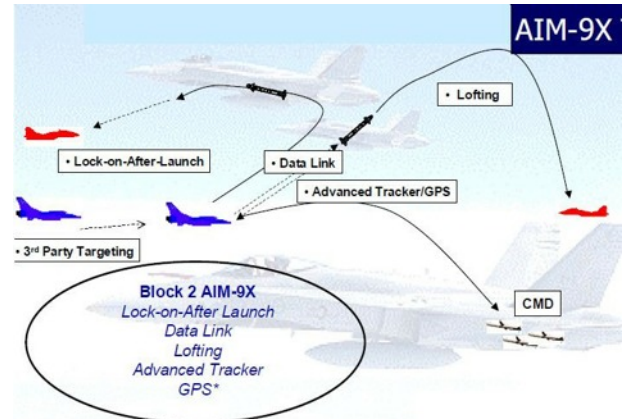 AIM-9X
• Lofting
• Lock-on-After-Launch
• Data Link
• Advanced Tracker/GPS
• 3rd Party Targeting
CMD
Block 2 AIM-9X
Lock-on-After Launch
Data Link
Lofting
Advanced Tracker
GPS*